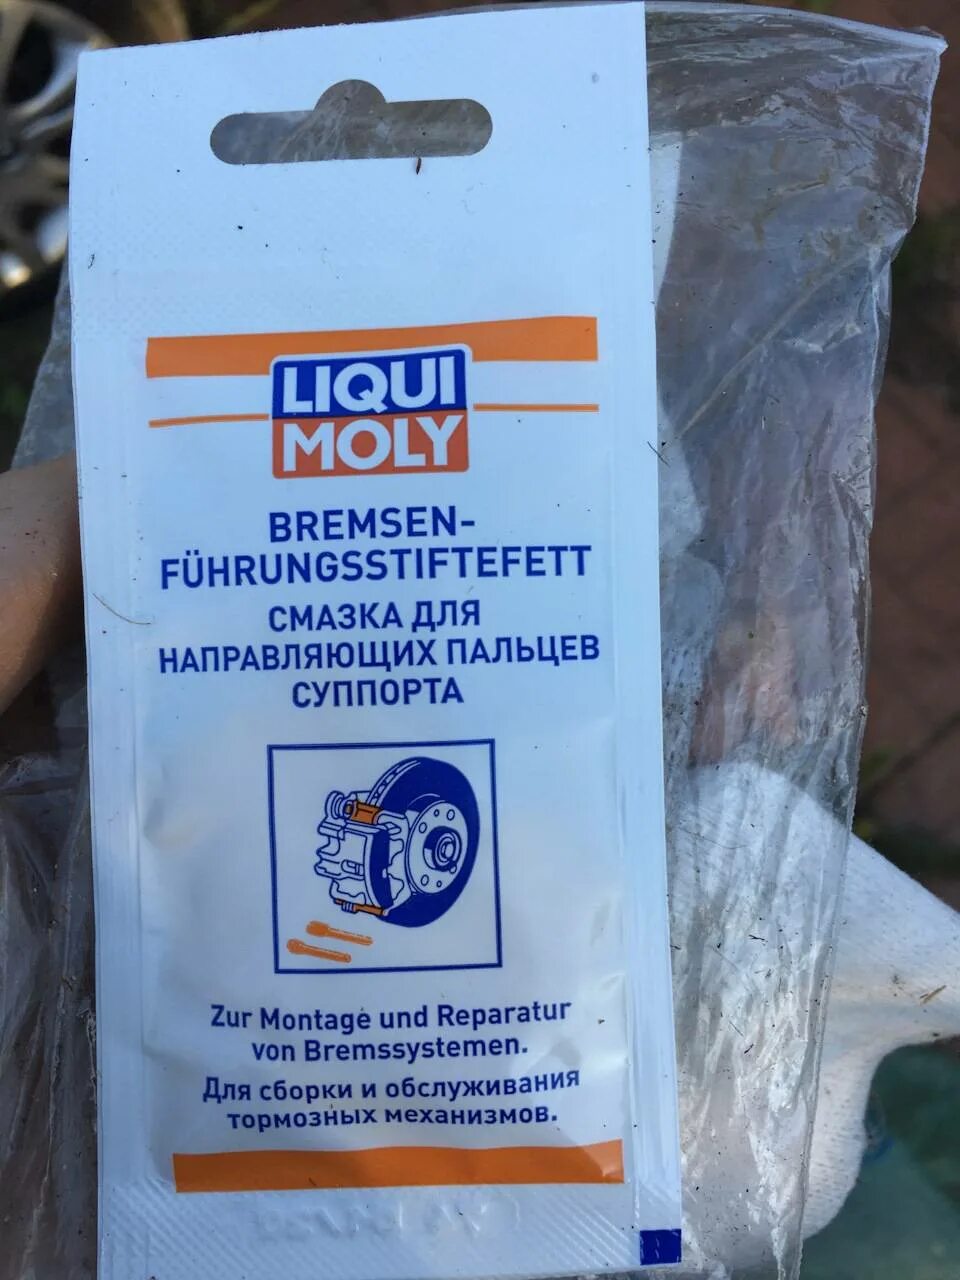 LIQUI
MOLY
BREMSEN-
FÜHRUNGSSTIFTEFETT
СМАЗКА ДЛЯ
НАПРАВЛЯЮЩИХ ПАЛЬЦЕВ
СУППОРТА
Zur Montage und Reparatur
von Bremssystemen.
Для сборки и обслуживания
тормозных механизмов.